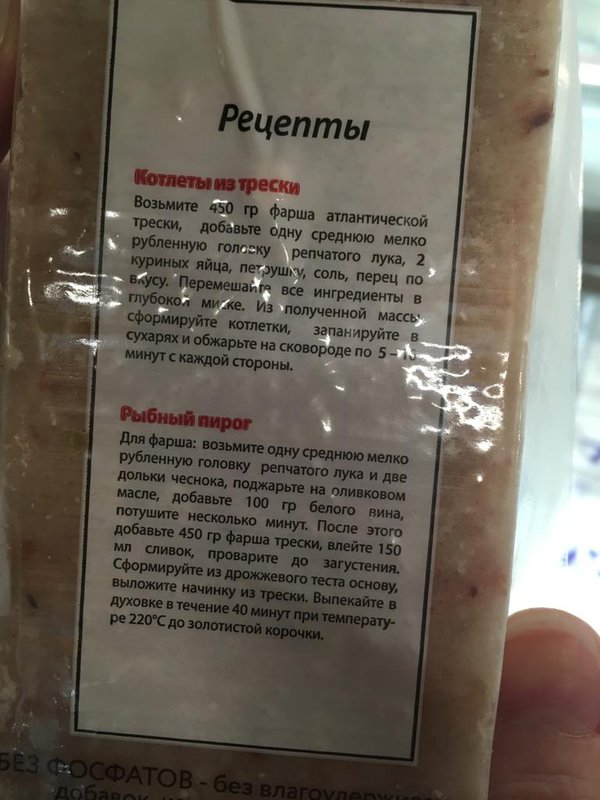 Рецепты
Котлеты из трески
Возьмите 450 гр фарша атлантической
трески, добавьте одну среднюю мелко
рубленную головку репчатого лука, 2
куриных яйца, петрушку, соль, перец по
вкусу. Перемешайте все ингредиенты в
глубокой миске. Из полученной массы
сформируйте котлетки, запанируйте в
сухарях и обжарьте на сковороде по 5 – 10
минут с каждой стороны.
Рыбный пирог
Для фарша: возьмите одну среднюю мелко
рубленную головку репчатого лука и две
дольки чеснока, поджарьте на оливковом
масле, добавьте 100 гр белого вина,
потушите несколько минут. После этого
добавьте 450 гр фарша трески, влейте 150
мл сливок, проварите до загустения.
Сформируйте из дрожжевого теста основу,
выложите начинку из трески. Выпекайте в
духовке в течение 40 минут при температу-
ре 220°С до золотистой корочки.
БЕЗ ФОСФАТОВ - без
добавок